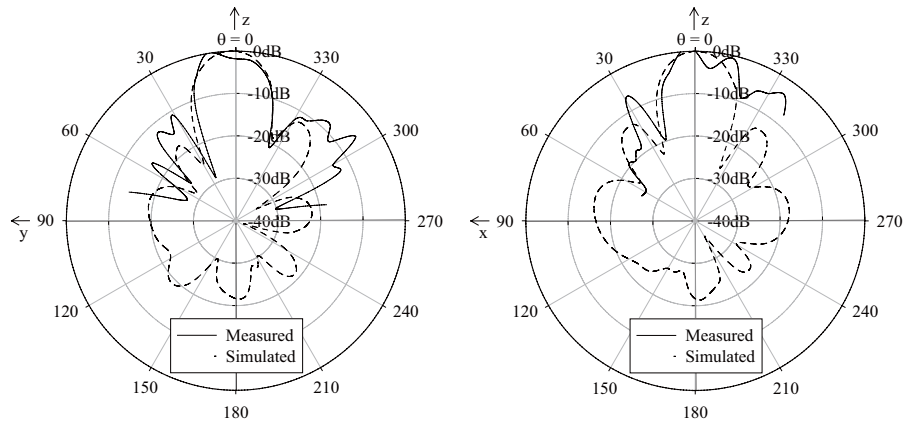 z
θ = 0
30
330
0dB
-10dB
60
300
-20dB
-30dB
y
90
-40dB
270
120
240
Measured
Simulated
150
210
180
z
θ = 0
30
330
0dB
-10dB
60
300
-20dB
-30dB
x
90
-40dB
270
120
240
Measured
Simulated
150
210
180